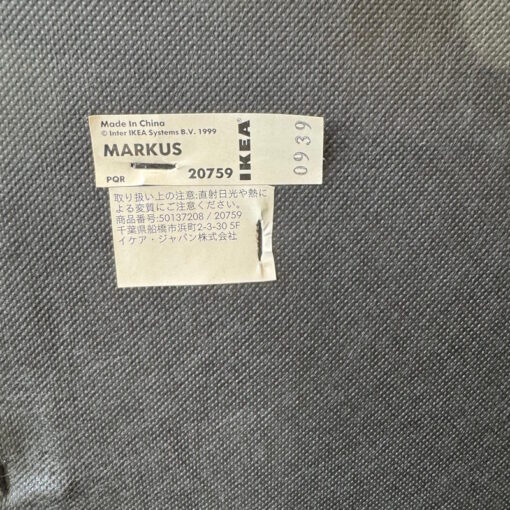 Made In China
© Inter IKEA Systems B.V. 1999
MARKUS
PQR 20759
IKEA
0939
取り扱い上の注意:直射日光や熱に
よる変質にご注意ください。
商品番号:50137208 / 20759
千葉県船橋市浜町2-3-30 5F
イケア・ジャパン株式会社